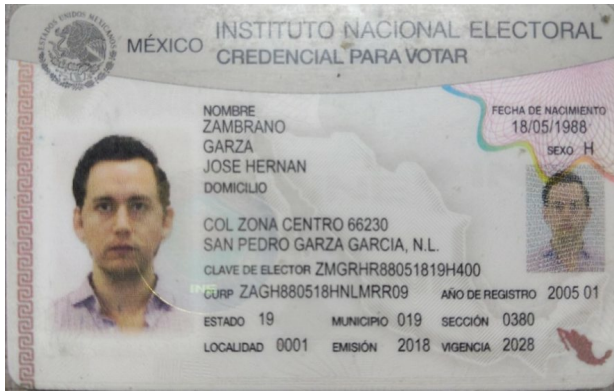 MÉXICO
INSTITUTO NACIONAL ELECTORAL
CREDENCIAL PARA VOTAR
NOMBRE
ZAMBRANO
GARZA
JOSE HERNAN
DOMICILIO
COL ZONA CENTRO 66230
SAN PEDRO GARZA GARCIA, N.L.
FECHA DE NACIMIENTO
18/05/1988
SEXO H
CLAVE DE ELECTOR ZMGRHR88051819H400
CURP ZAGH880518HNLMRR09 AÑO DE REGISTRO 2005 01
ESTADO 19 MUNICIPIO 019 SECCIÓN 0380
LOCALIDAD 0001 EMISIÓN 2018 VIGENCIA 2028